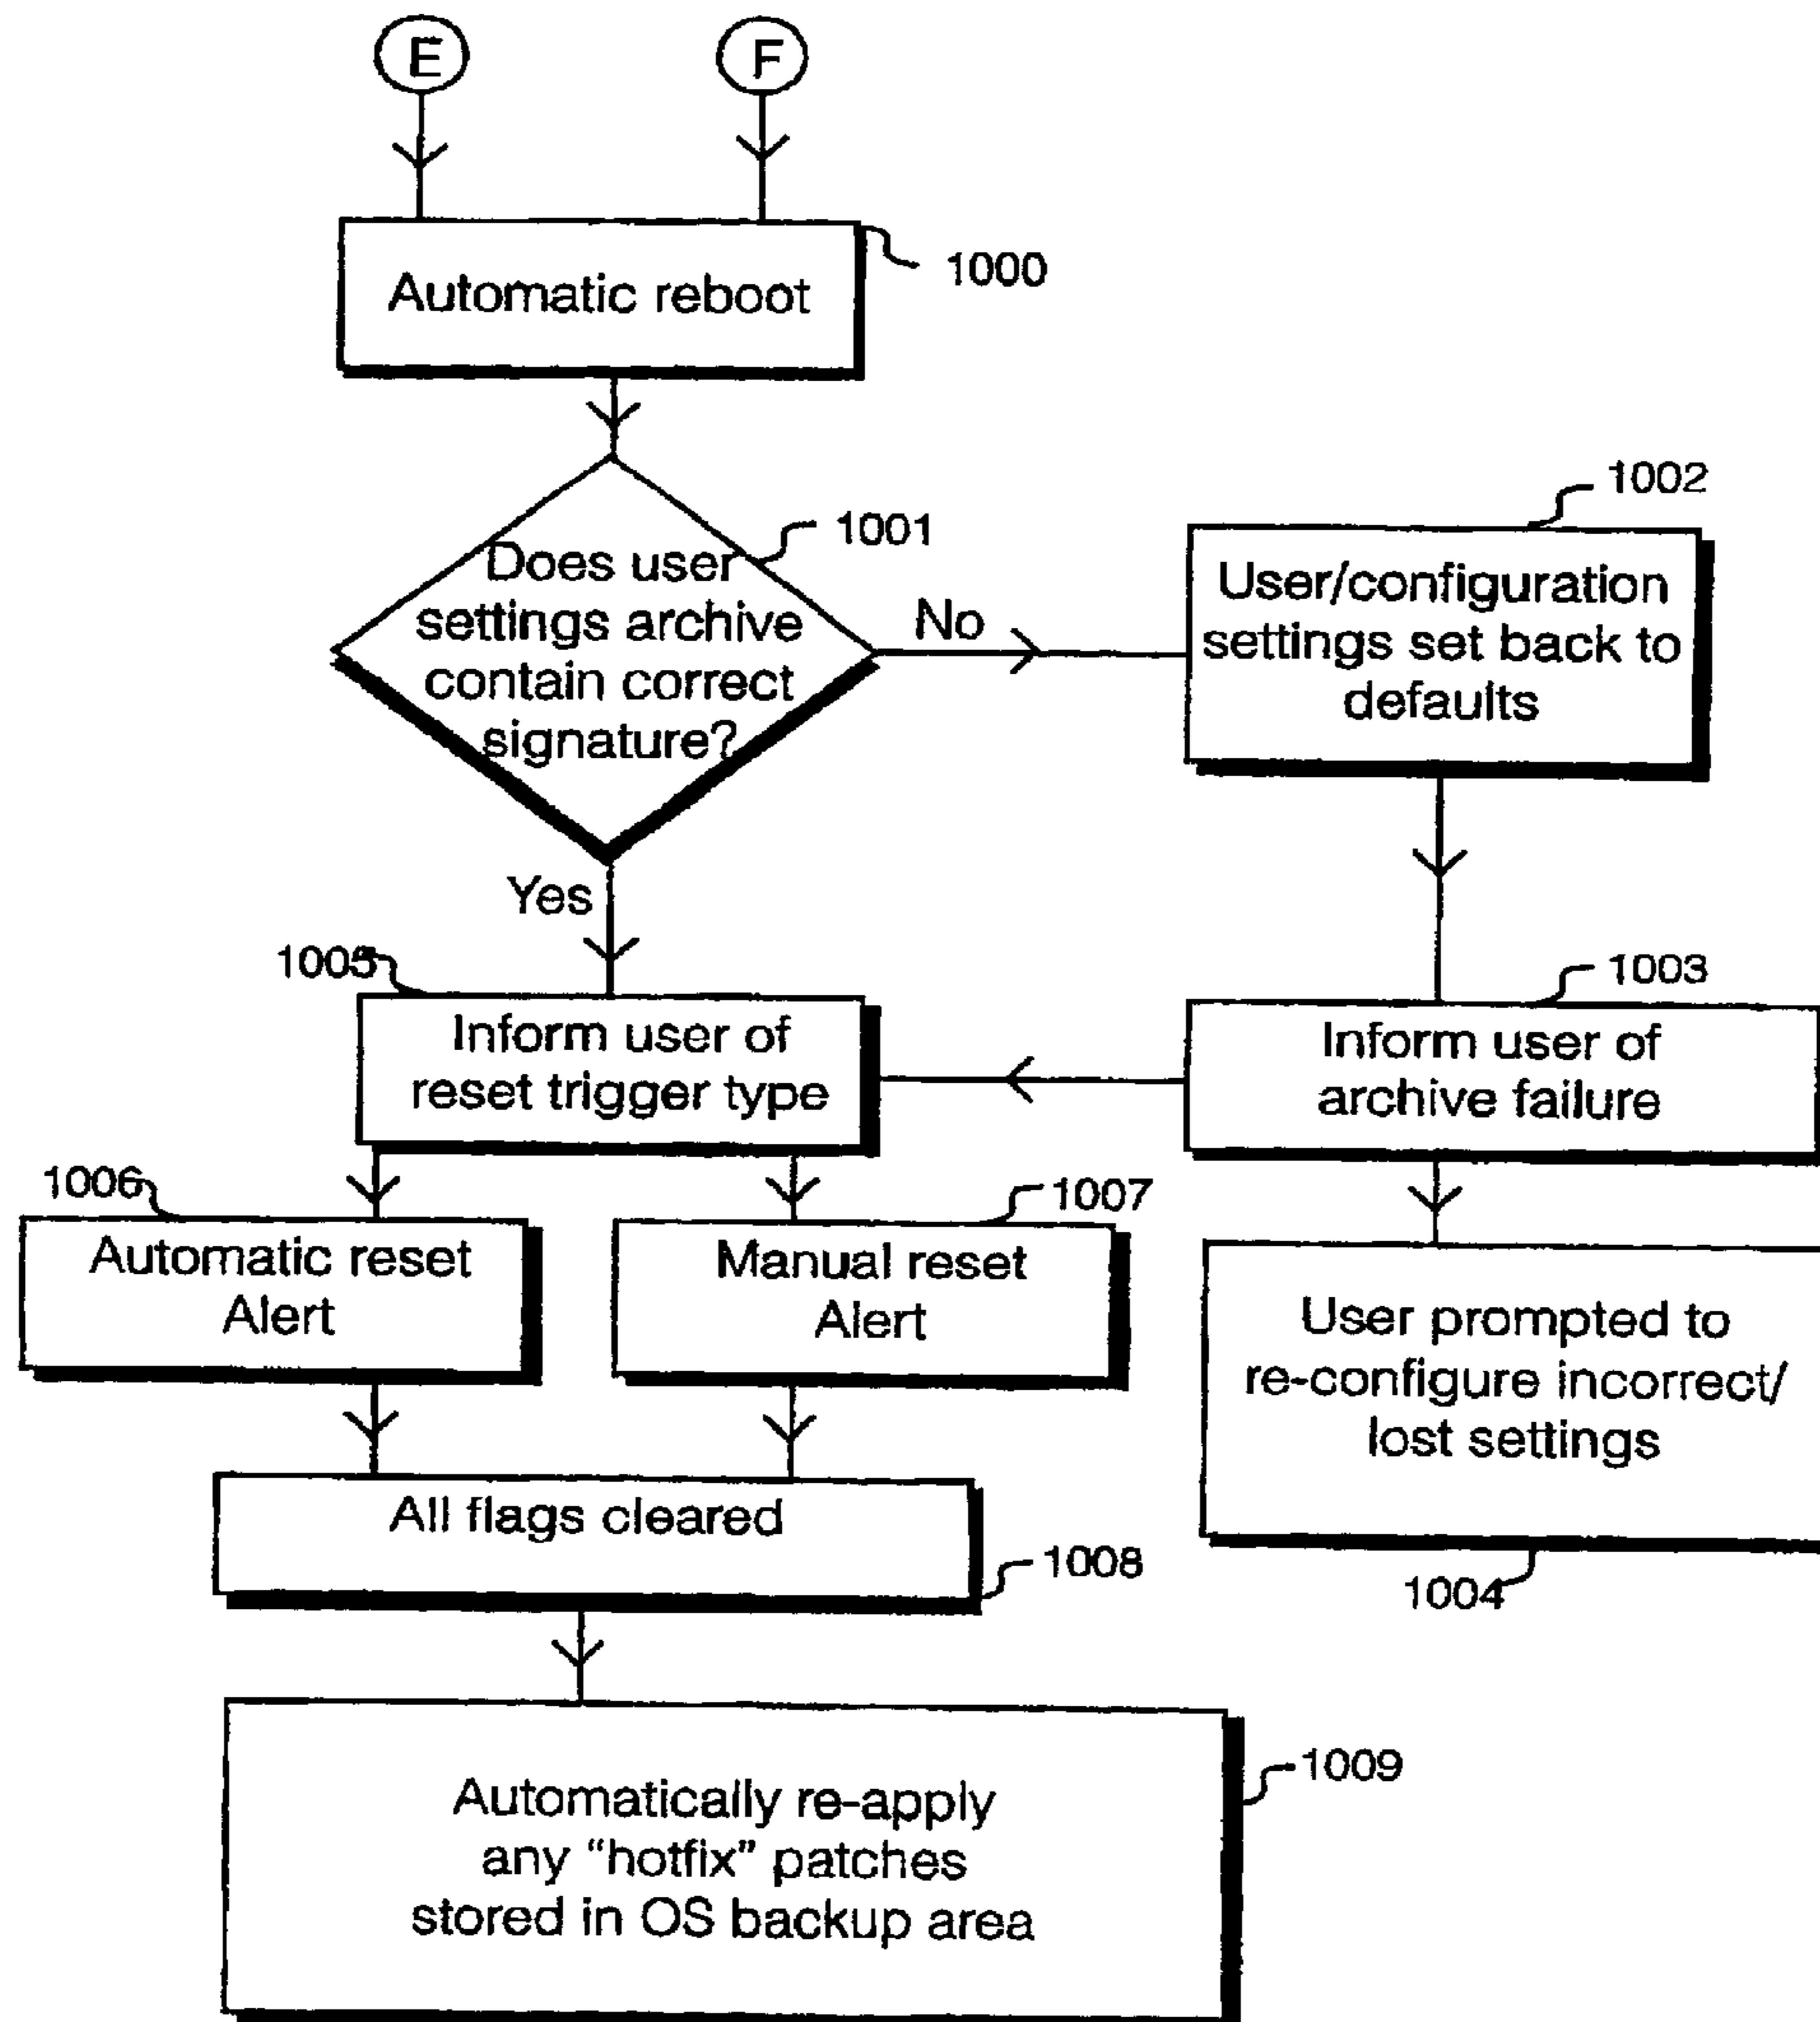 E
F
Automatic reboot
1000
Does user
settings archive
contain correct
signature?
1001
No
1002
User/configuration
settings set back to
defaults
Yes
1005
Inform user of
reset trigger type
1003
Inform user of
archive failure
1006
Automatic reset
Alert
1007
Manual reset
Alert
User prompted to
re-configure incorrect/
lost settings
1004
All flags cleared
1008
Automatically re-apply
any “hotfix” patches
stored in OS backup area
1009